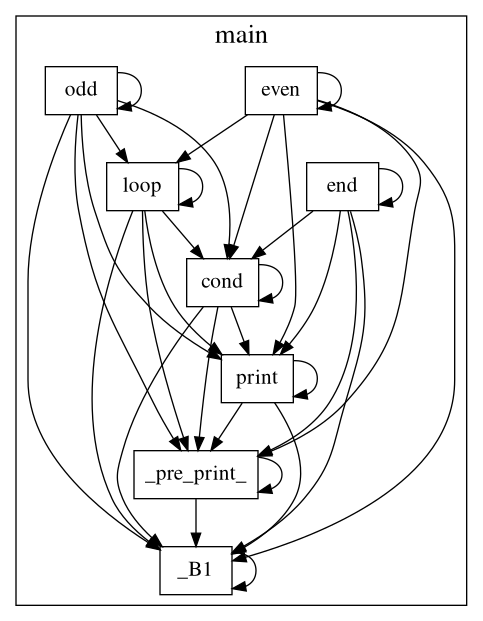 main
odd
even
loop
end
cond
print
_pre_print_
_B1